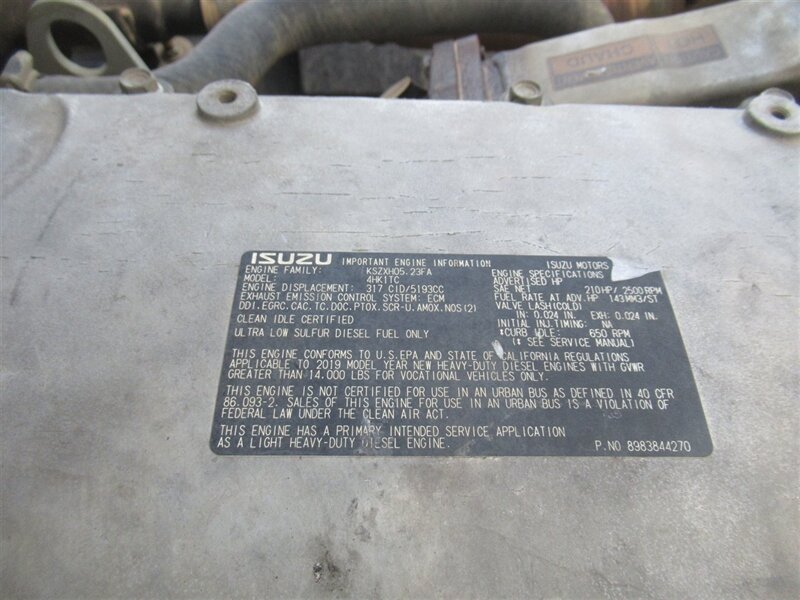 CHAUD
ISUZU IMPORTANT ENGINE INFORMATION ISUZU MOTORS
ENGINE FAMILY: KSZXH05.23FA
MODEL: 4HK1TC
ENGINE DISPLACEMENT: 317 CID/5193CC
EXHAUST EMISSION CONTROL SYSTEM: ECM
DDI.EGRC.CAC.TC.DOC.PTOX.SCR-U.AMOX.NOS(2)
CLEAN IDLE CERTIFIED
ULTRA LOW SULFUR DIESEL FUEL ONLY
ENGINE SPECIFICATION
ADVERTISED HP
SAE NET 210HP/2500RPM
FUEL RATE AT ADV. HP 143MM3/ST
VALVE LASH(COLD)
IN: 0.024 IN. EXH: 0.024 IN.
INITIAL INJ.TIMING: NA
*CURB IDLE: 650 RPM
(* SEE SERVICE MANUAL)
THIS ENGINE CONFORMS TO U.S.EPA AND STATE OF CALIFORNIA REGULATIONS
APPLICABLE TO 2019 MODEL YEAR NEW HEAVY-DUTY DIESEL ENGINES WITH GVWR
GREATER THAN 14.000 LBS FOR VOCATIONAL VEHICLES ONLY.
THIS ENGINE IS NOT CERTIFIED FOR USE IN AN URBAN BUS AS DEFINED IN 40 CFR
86.093-2. SALES OF THIS ENGINE FOR USE IN AN URBAN BUS IS A VIOLATION OF
FEDERAL LAW UNDER THE CLEAN AIR ACT.
THIS ENGINE HAS A PRIMARY INTENDED SERVICE APPLICATION
AS A LIGHT HEAVY-DUTY DIESEL ENGINE.
P.NO 8983844270